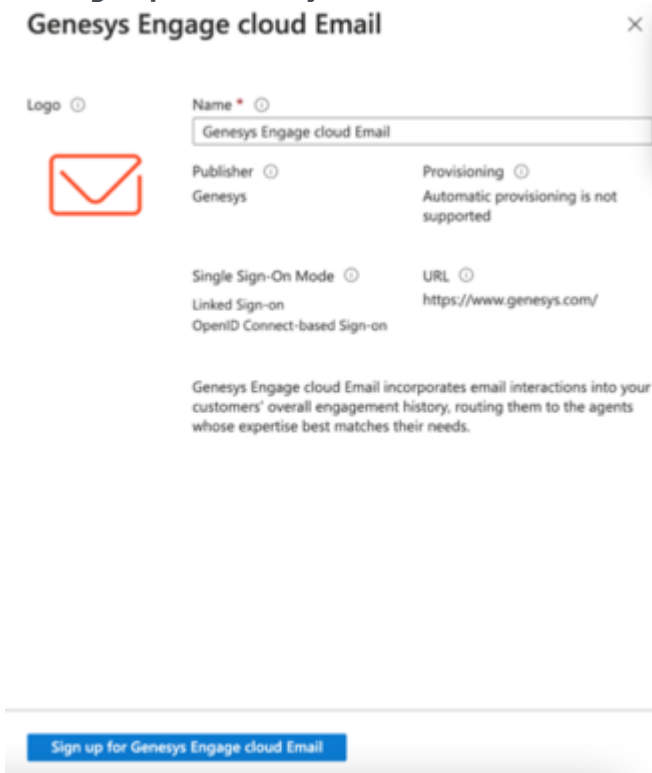 Genesys Engage cloud Email
Logo
Name *
Genesys Engage cloud Email
Publisher
Provisioning
Genesys
Automatic provisioning is not
supported
Single Sign-On Mode
URL
Linked Sign-on
https://www.genesys.com/
OpenID Connect-based Sign-on
Genesys Engage cloud Email incorporates email interactions into your
customers' overall engagement history, routing them to the agents
whose expertise best matches their needs.
Sign up for Genesys Engage cloud Email